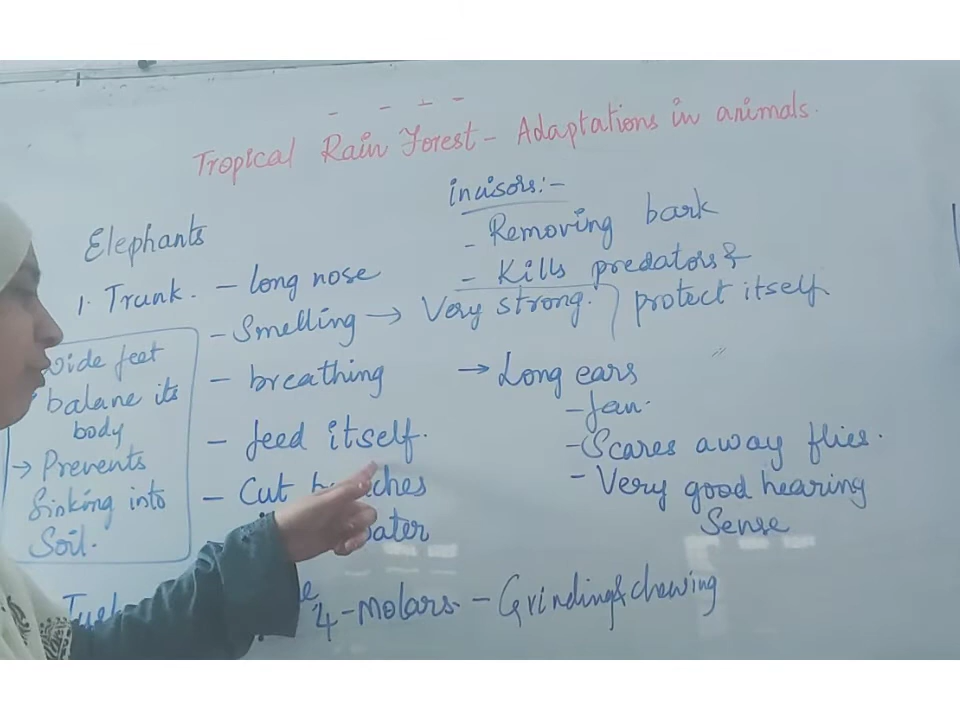 Tropical Rain Forest - Adaptations in animals.
Elephants
1. Trunk. - long nose
- Smelling → Very strong.
- breathing
- feed itself.
- Cut
feet
balane its
body
→ Prevents
Sinking into
Soil.
incisors:-
- Removing bark
- Kills predators &
protect itself
→ Long ears
- fan.
- Scares away flies.
- Very good hearing
Sense
4 - Molars. - Grinding & chewing